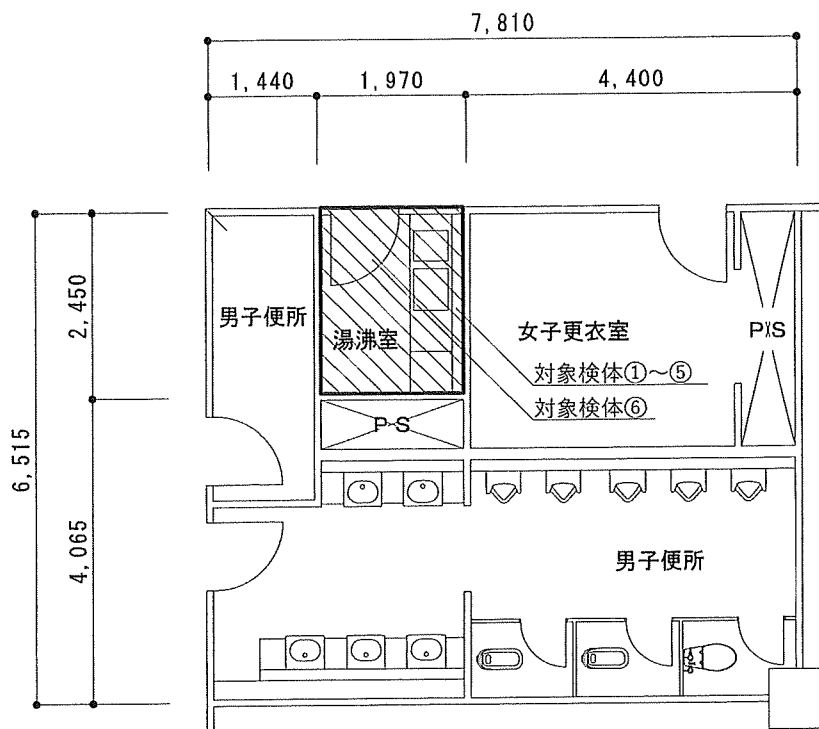 7,810
1,440
1,970
4,400
2,450
6,515
4,065
男子便所
湯沸室
女子更衣室
PS
対象検体①～⑤
対象検体⑥
PS
男子便所